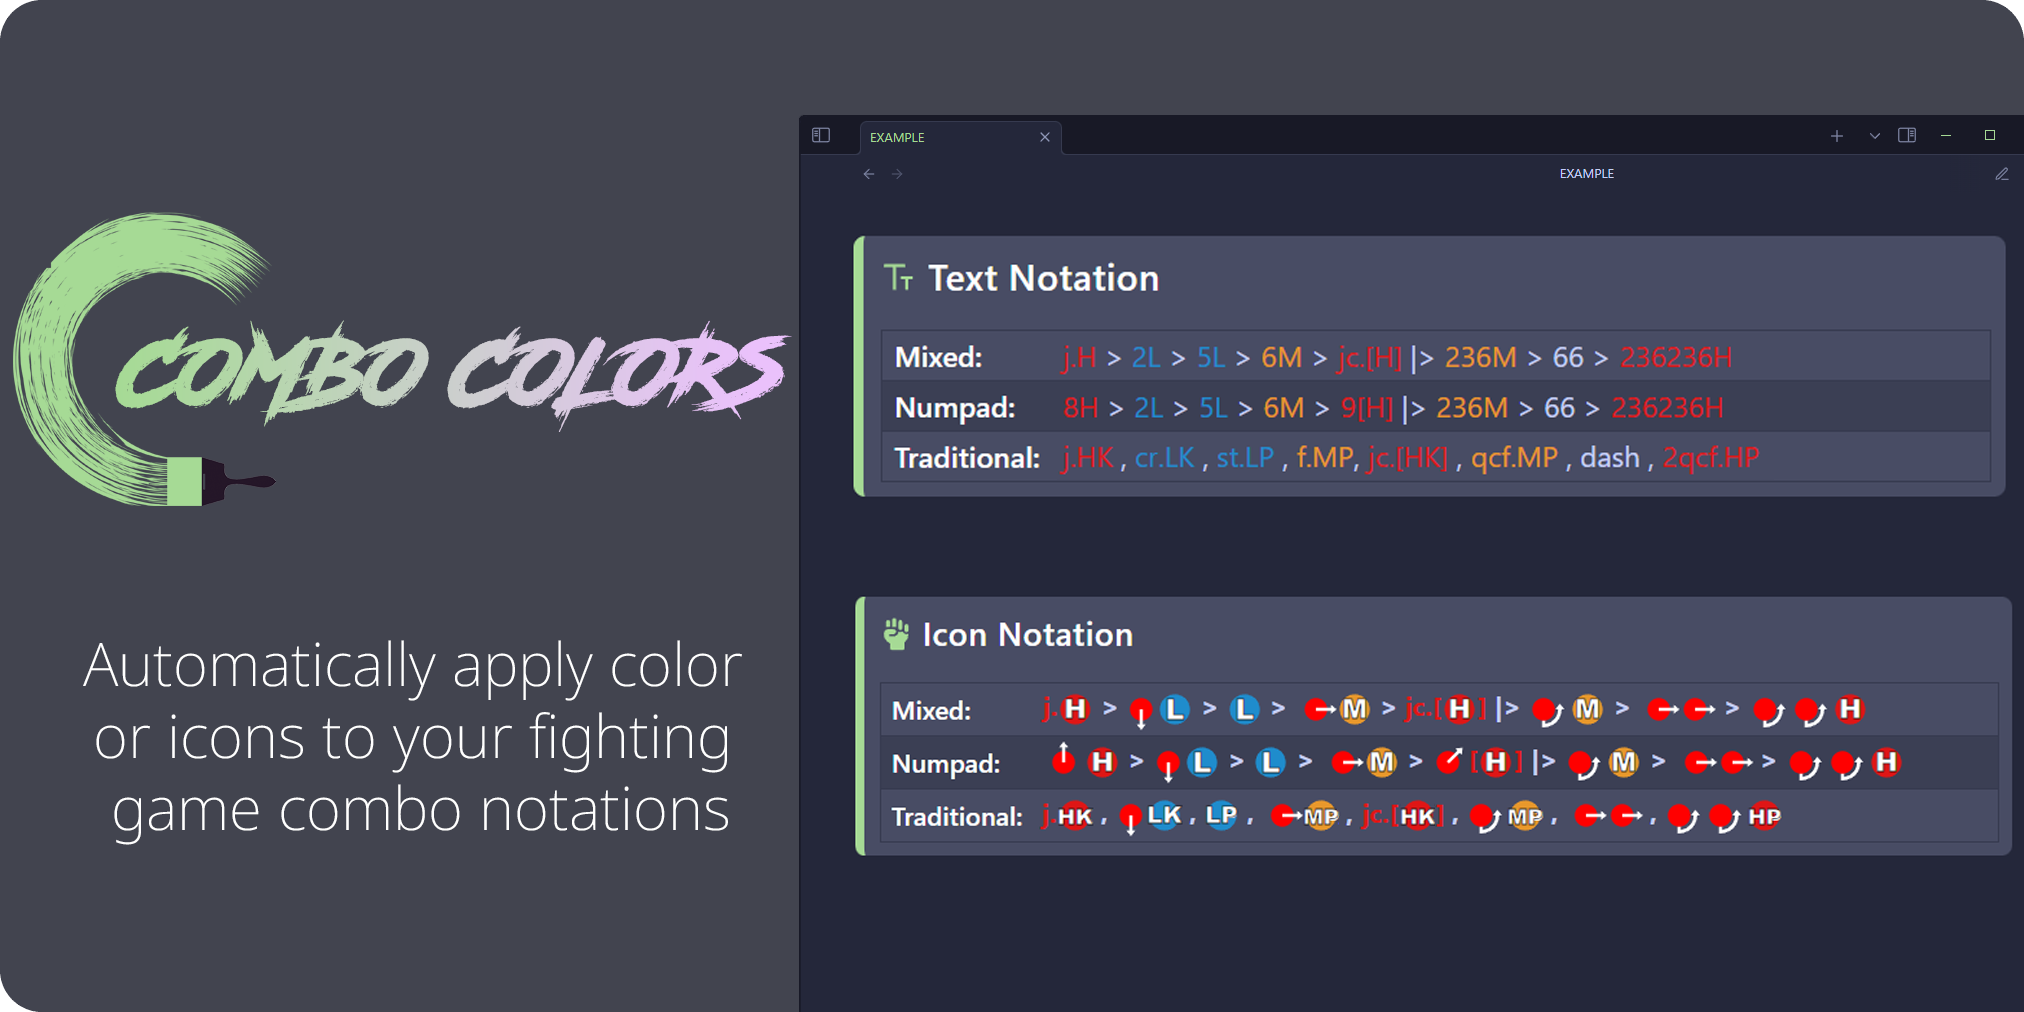 COMBO COLORS
Automatically apply color
or icons to your fighting
game combo notations
EXAMPLE
EXAMPLE
Text Notation
Mixed: j.H > 2L > 5L > 6M > jc.[H] |> 236M > 66 > 236236H
Numpad: 8H > 2L > 5L > 6M > 9[H] |> 236M > 66 > 236236H
Traditional: j.HK , cr.LK , st.LP , f.MP, jc.[HK] , qcf.MP , dash , 2qcf.HP
Icon Notation
Mixed: j. H > L > L > M > jc.[ H ] |> M > > H
Numpad: H > L > L > M > [ H ] |> M > > H
Traditional: j. HK , LK , LP , MP , jc.[ HK ] , MP , , HP